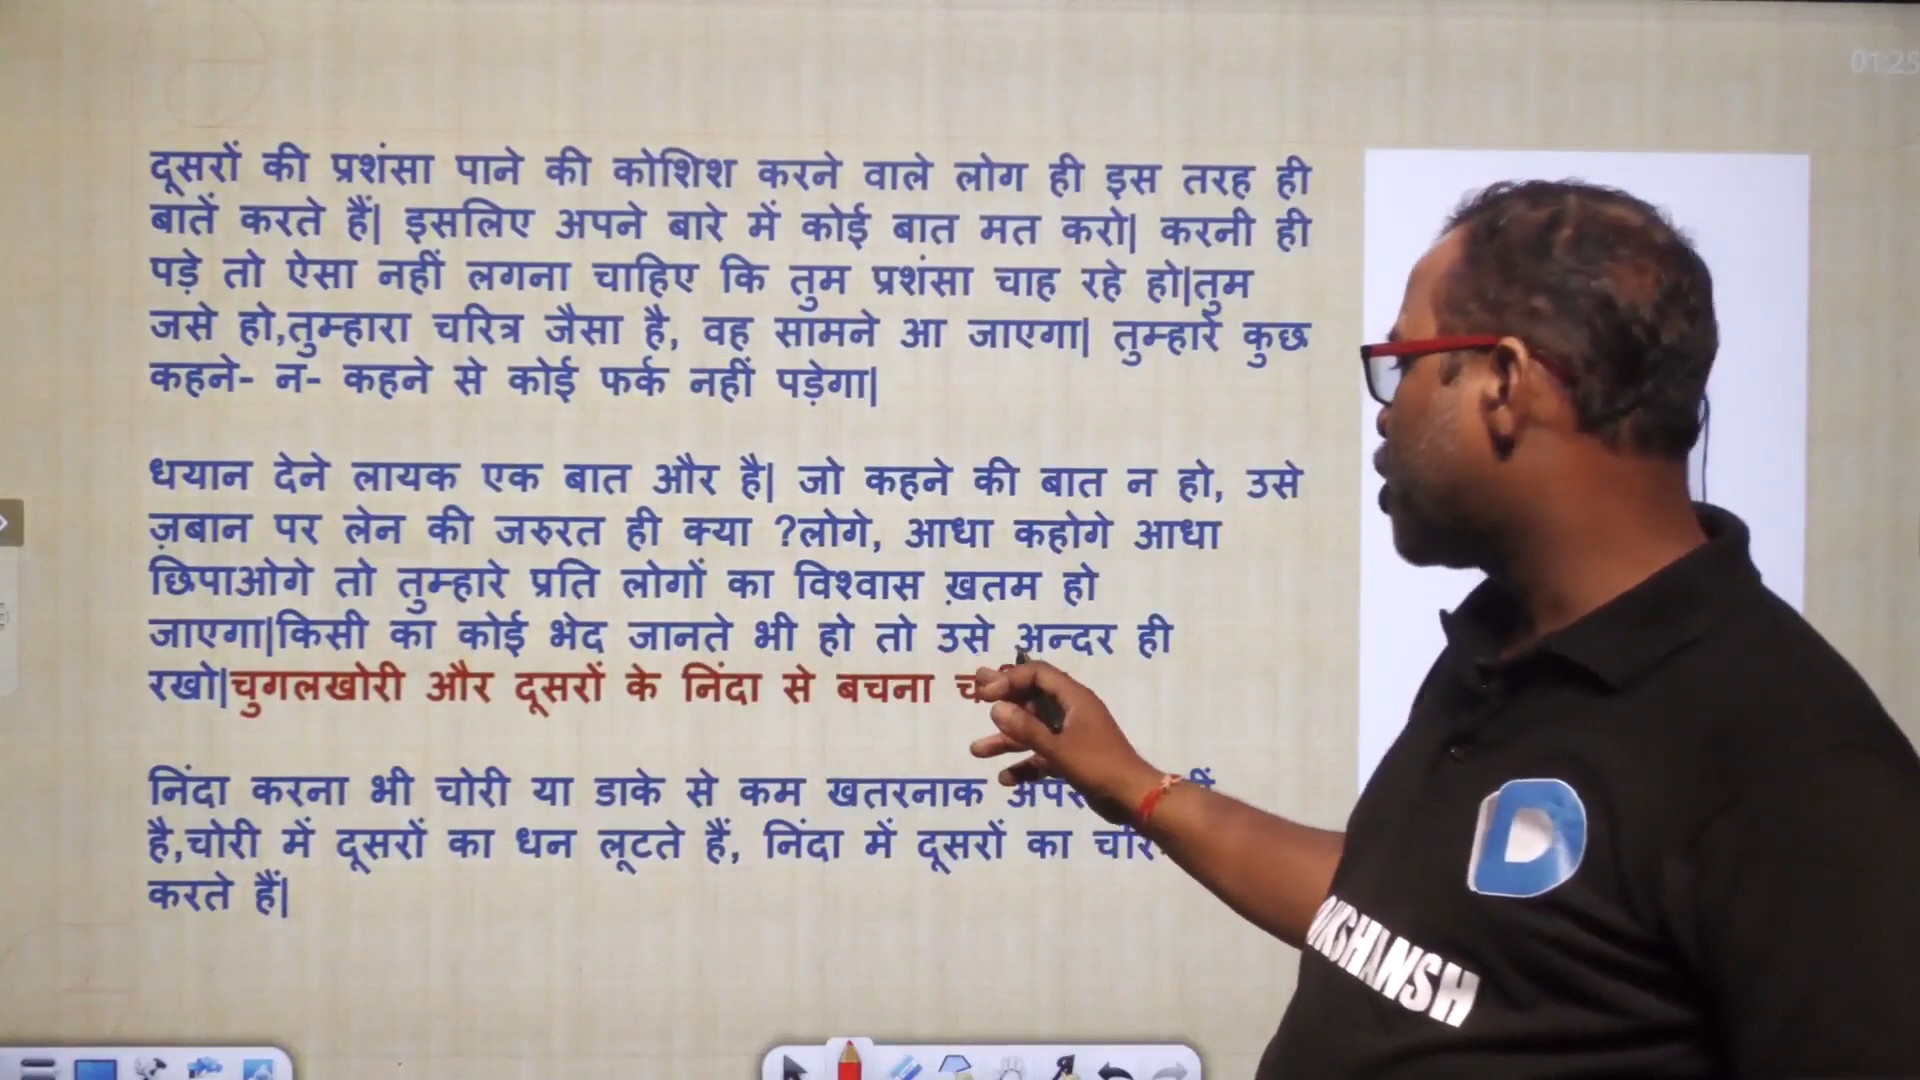 01:25
दूसरों की प्रशंसा पाने की कोशिश करने वाले लोग ही इस तरह ही
बातें करते हैं| इसलिए अपने बारे में कोई बात मत करो| करनी ही
पड़े तो ऐसा नहीं लगना चाहिए कि तुम प्रशंसा चाह रहे हो|तुम
जसे हो,तुम्हारा चरित्र जैसा है, वह सामने आ जाएगा| तुम्हारे कुछ
कहने- न- कहने से कोई फर्क नहीं पड़ेगा|
धयान देने लायक एक बात और है| जो कहने की बात न हो, उसे
ज़बान पर लेन की जरुरत ही क्या ?लोगे, आधा कहोगे आधा
छिपाओगे तो तुम्हारे प्रति लोगों का विश्वास ख़तम हो
जाएगा|किसी का कोई भेद जानते भी हो तो उसे अन्दर ही
रखो|चुगलखोरी और दूसरों के निंदा से बचना
निंदा करना भी चोरी या डाके से कम खतरनाक
है,चोरी में दूसरों का धन लूटते हैं, निंदा में दूसरों का
करते हैं|
D
KSHANSH